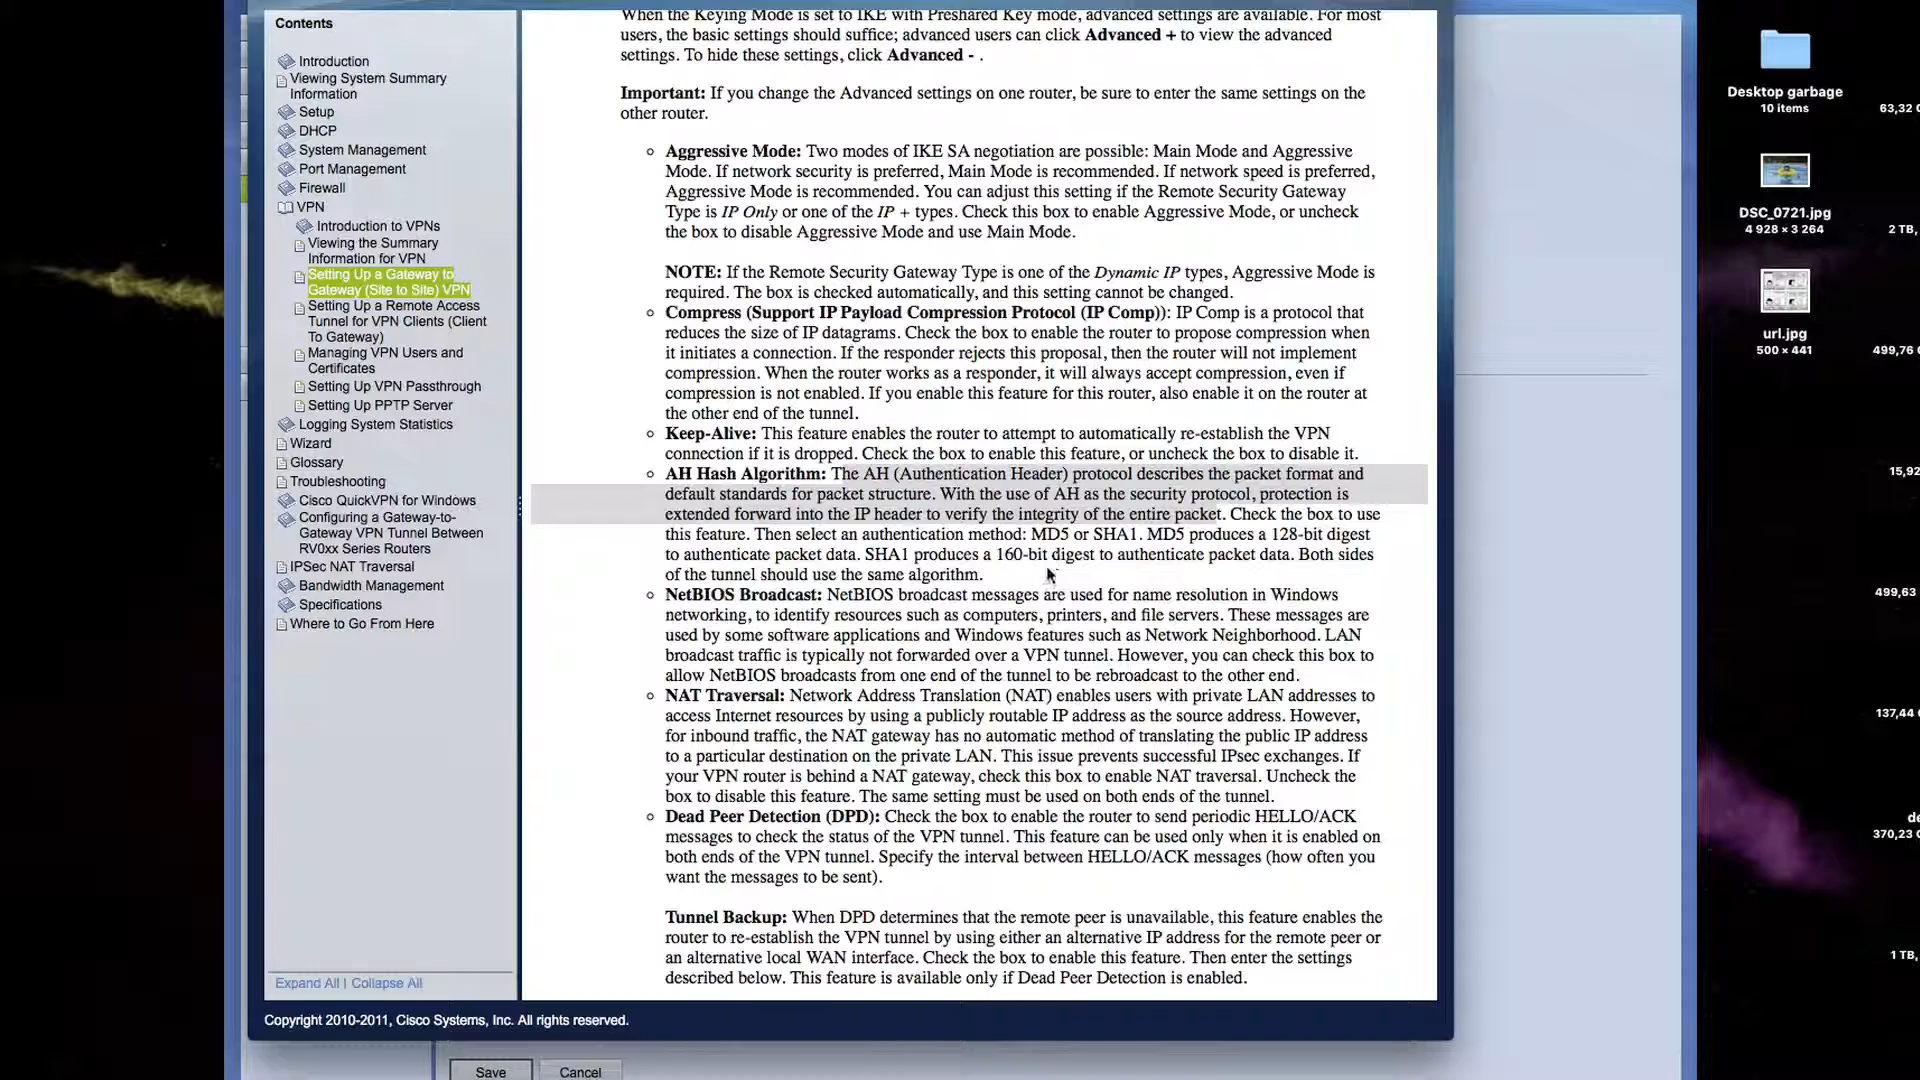 Contents
Introduction
Viewing System Summary
Information
Setup
DHCP
System Management
Port Management
Firewall
VPN
Introduction to VPNs
Viewing the Summary
Information for VPN
Setting Up a Gateway to
Gateway (Site to Site) VPN
Setting Up a Remote Access
Tunnel for VPN Clients (Client
To Gateway)
Managing VPN Users and
Certificates
Setting Up VPN Passthrough
Setting Up PPTP Server
Logging System Statistics
Wizard
Glossary
Troubleshooting
Cisco QuickVPN for Windows
Configuring a Gateway-to-
Gateway VPN Tunnel Between
RV0xx Series Routers
IPSec NAT Traversal
Bandwidth Management
Specifications
Where to Go From Here
Expand All | Collapse All
When the Keying Mode is set to IKE with Preshared Key mode, advanced settings are available. For most
users, the basic settings should suffice; advanced users can click Advanced + to view the advanced
settings. To hide these settings, click Advanced - .
Important: If you change the Advanced settings on one router, be sure to enter the same settings on the
other router.
Aggressive Mode: Two modes of IKE SA negotiation are possible: Main Mode and Aggressive
Mode. If network security is preferred, Main Mode is recommended. If network speed is preferred,
Aggressive Mode is recommended. You can adjust this setting if the Remote Security Gateway
Type is IP Only or one of the IP + types. Check this box to enable Aggressive Mode, or uncheck
the box to disable Aggressive Mode and use Main Mode.
NOTE: If the Remote Security Gateway Type is one of the Dynamic IP types, Aggressive Mode is
required. The box is checked automatically, and this setting cannot be changed.
Compress (Support IP Payload Compression Protocol (IP Comp)): IP Comp is a protocol that
reduces the size of IP datagrams. Check the box to enable the router to propose compression when
it initiates a connection. If the responder rejects this proposal, then the router will not implement
compression. When the router works as a responder, it will always accept compression, even if
compression is not enabled. If you enable this feature for this router, also enable it on the router at
the other end of the tunnel.
Keep-Alive: This feature enables the router to attempt to automatically re-establish the VPN
connection if it is dropped. Check the box to enable this feature, or uncheck the box to disable it.
AH Hash Algorithm: The AH (Authentication Header) protocol describes the packet format and
default standards for packet structure. With the use of AH as the security protocol, protection is
extended forward into the IP header to verify the integrity of the entire packet. Check the box to use
this feature. Then select an authentication method: MD5 or SHA1. MD5 produces a 128-bit digest
to authenticate packet data. SHA1 produces a 160-bit digest to authenticate packet data. Both sides
of the tunnel should use the same algorithm.
NetBIOS Broadcast: NetBIOS broadcast messages are used for name resolution in Windows
networking, to identify resources such as computers, printers, and file servers. These messages are
used by some software applications and Windows features such as Network Neighborhood. LAN
broadcast traffic is typically not forwarded over a VPN tunnel. However, you can check this box to
allow NetBIOS broadcasts from one end of the tunnel to be rebroadcast to the other end.
NAT Traversal: Network Address Translation (NAT) enables users with private LAN addresses to
access Internet resources by using a publicly routable IP address as the source address. However,
for inbound traffic, the NAT gateway has no automatic method of translating the public IP address
to a particular destination on the private LAN. This issue prevents successful IPsec exchanges. If
your VPN router is behind a NAT gateway, check this box to enable NAT traversal. Uncheck the
box to disable this feature. The same setting must be used on both ends of the tunnel.
Dead Peer Detection (DPD): Check the box to enable the router to send periodic HELLO/ACK
messages to check the status of the VPN tunnel. This feature can be used only when it is enabled on
both ends of the VPN tunnel. Specify the interval between HELLO/ACK messages (how often you
want the messages to be sent).
Tunnel Backup: When DPD determines that the remote peer is unavailable, this feature enables the
router to re-establish the VPN tunnel by using either an alternative IP address for the remote peer or
an alternative local WAN interface. Check the box to enable this feature. Then enter the settings
described below. This feature is available only if Dead Peer Detection is enabled.
Copyright 2010-2011, Cisco Systems, Inc. All rights reserved.
Save Cancel
Desktop garbage
10 items
DSC_0721.jpg
4 928 × 3 264
url.jpg
500 × 441
63,32
2 TB,
499,76
15,92
499,63
137,44
de
370,23
1 TB,